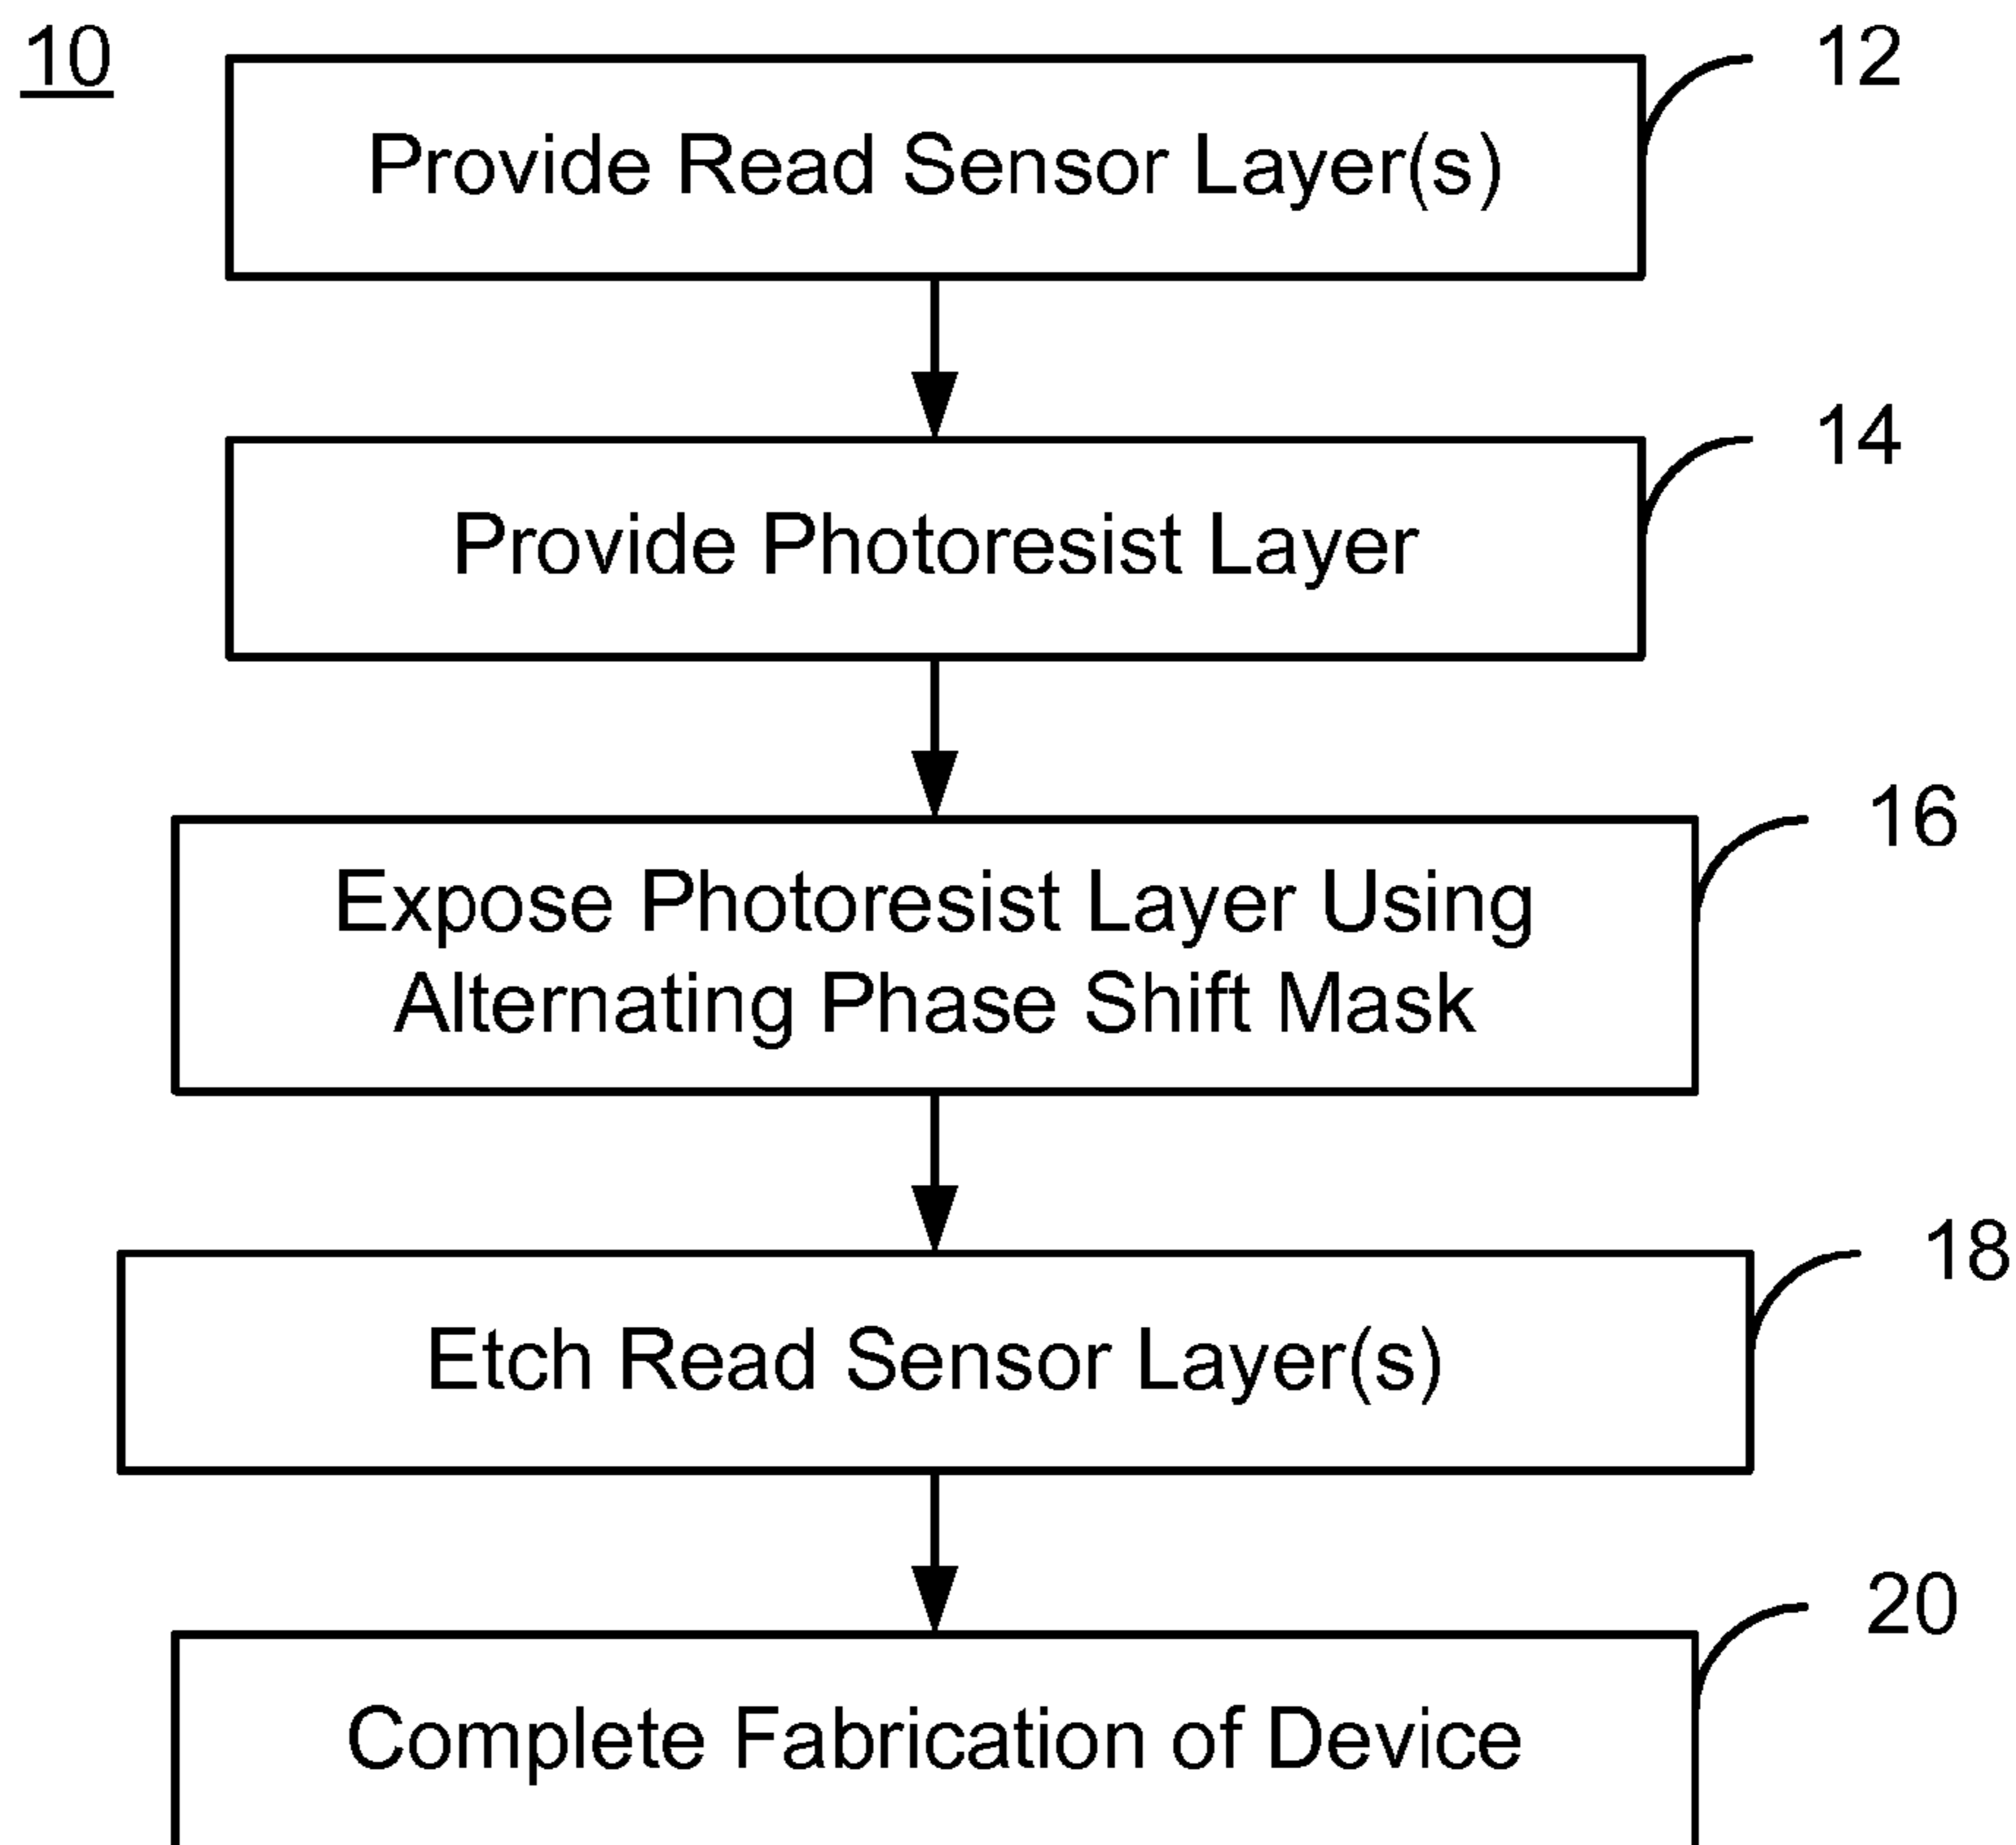 10
12
Provide Read Sensor Layer(s)
14
Provide Photoresist Layer
16
Expose Photoresist Layer Using
Alternating Phase Shift Mask
18
Etch Read Sensor Layer(s)
20
Complete Fabrication of Device